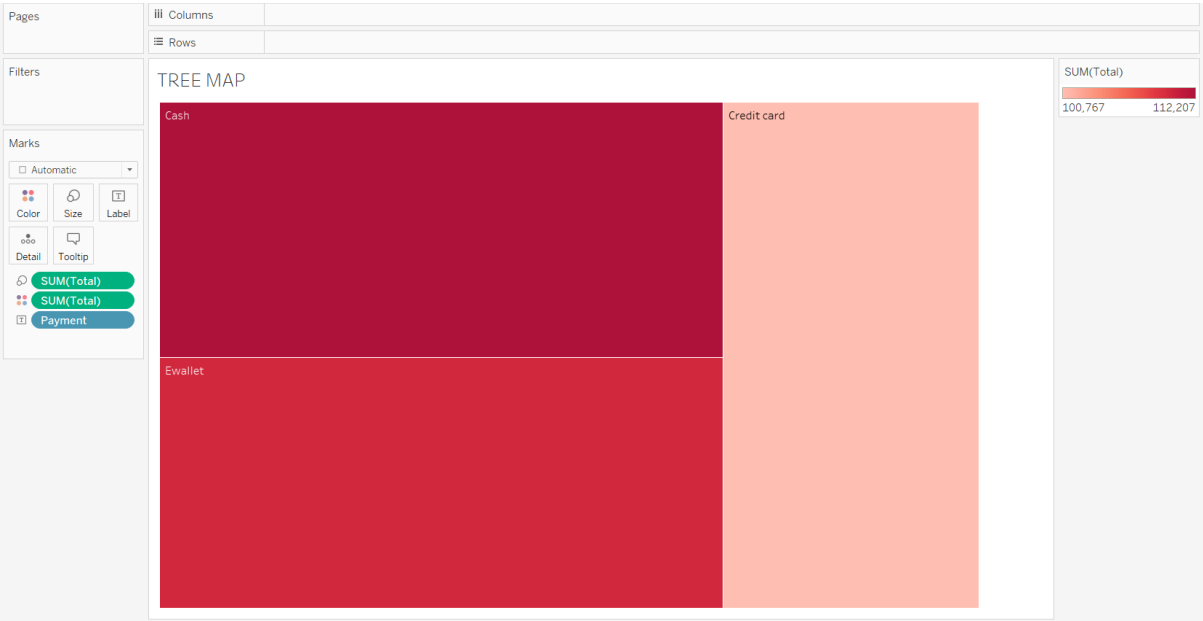 Pages
Columns
Rows
Filters
Marks
Automatic
Color
Size
T
Label
Detail
Tooltip
SUM(Total)
SUM(Total)
T
Payment
TREE MAP
Cash
Credit card
Ewallet
SUM(Total)
100,767 112,207